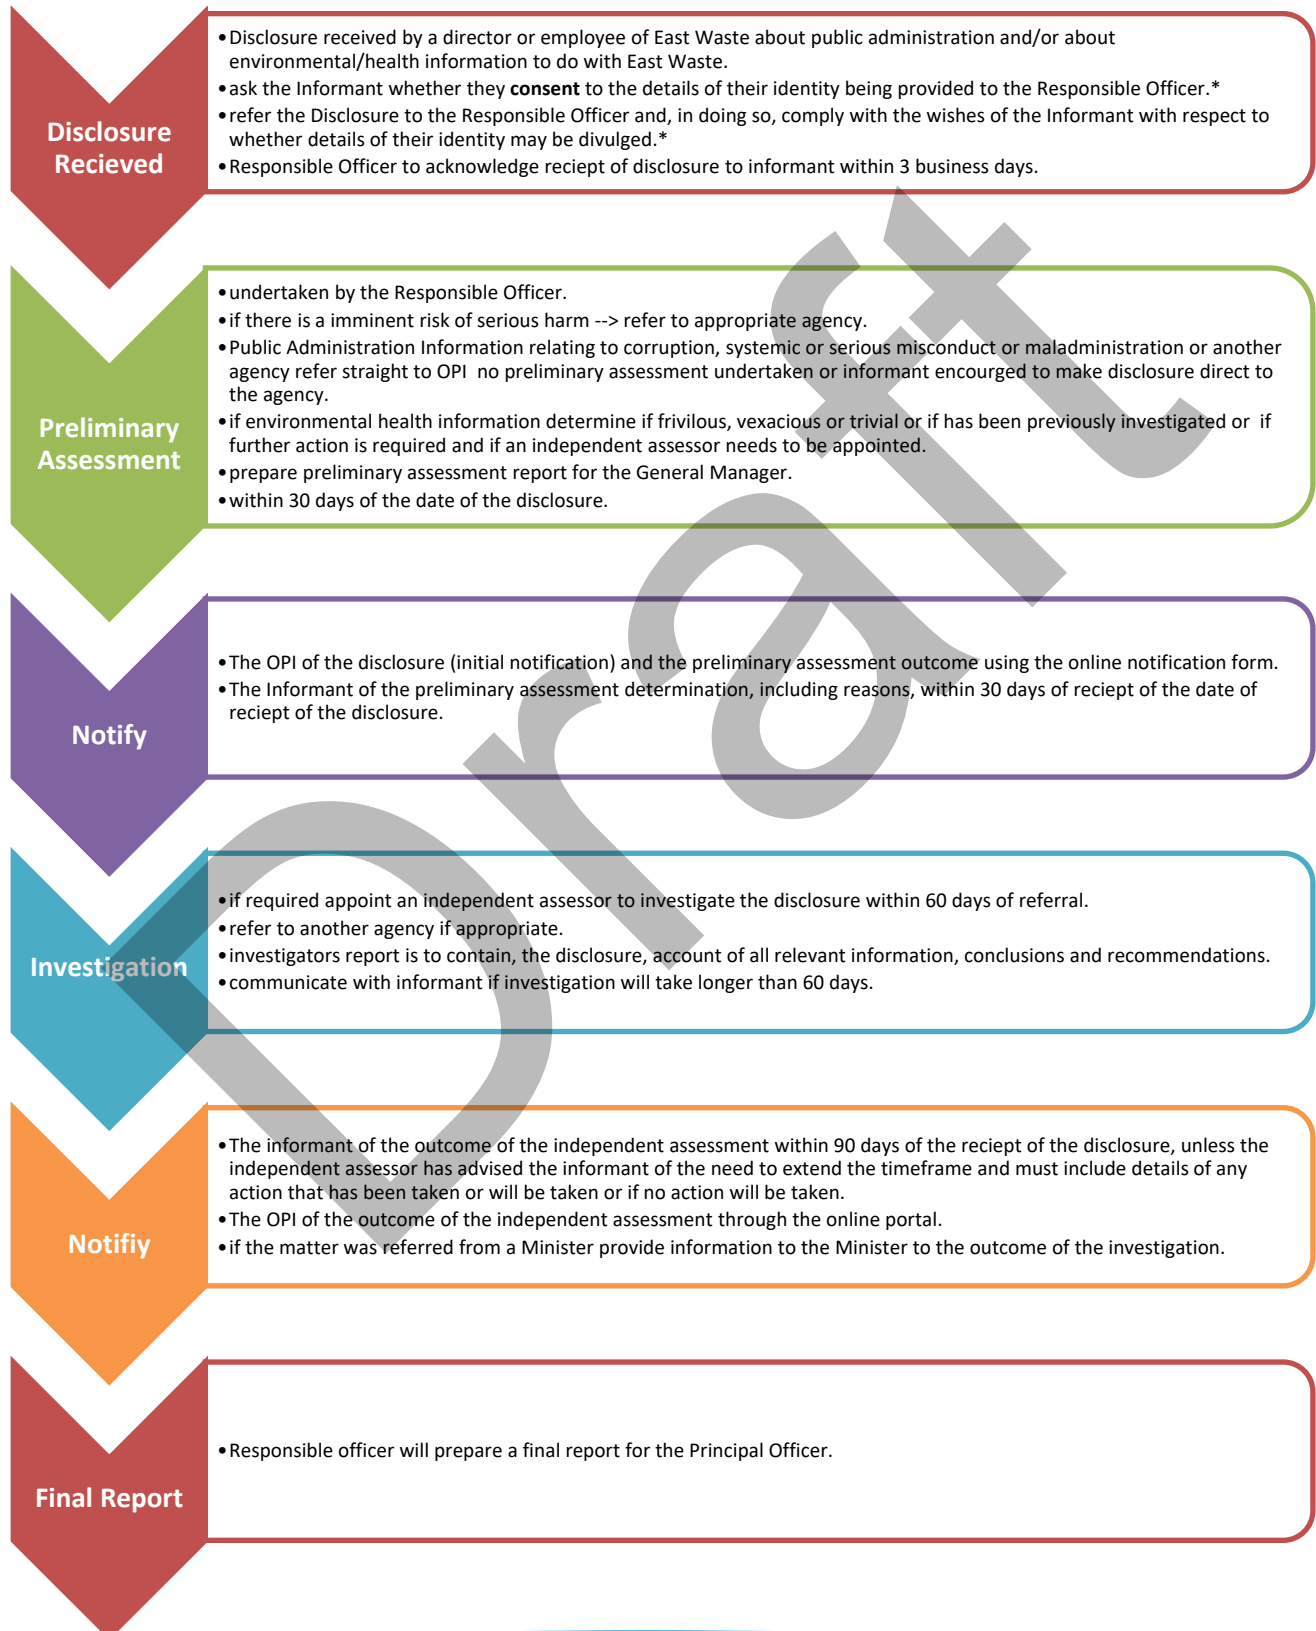 Disclosure
Recieved
•Disclosure received by a director or employee of East Waste about public administration and/or about
environmental/health information to do with East Waste.
•ask the Informant whether they consent to the details of their identity being provided to the Responsible Officer.*
•refer the Disclosure to the Responsible Officer and, in doing so, comply with the wishes of the Informant with respect to
whether details of their identity may be divulged.*
•Responsible Officer to acknowledge reciept of disclosure to informant within 3 business days.
Preliminary
Assessment
•undertaken by the Responsible Officer.
•if there is a imminent risk of serious harm --> refer to appropriate agency.
•Public Administration Information relating to corruption, systemic or serious misconduct or maladministration or another
agency refer straight to OPI  no preliminary assessment undertaken or informant encourged to make disclosure direct to
the agency.
•if environmental health information determine if frivilous, vexacious or trivial or if has been previously investigated or  if
further action is required and if an independent assessor needs to be appointed.
•prepare preliminary assessment report for the General Manager.
•within 30 days of the date of the disclosure.
Notify
•The OPI of the disclosure (initial notification) and the preliminary assessment outcome using the online notification form.
•The Informant of the preliminary assessment determination, including reasons, within 30 days of reciept of the date of
reciept of the disclosure.
Investigation
•if required appoint an independent assessor to investigate the disclosure within 60 days of referral.
•refer to another agency if appropriate.
•investigators report is to contain, the disclosure, account of all relevant information, conclusions and recommendations.
•communicate with informant if investigation will take longer than 60 days.
Notifiy
•The informant of the outcome of the independent assessment within 90 days of the reciept of the disclosure, unless the
independent assessor has advised the informant of the need to extend the timeframe and must include details of any
action that has been taken or will be taken or if no action will be taken.
•The OPI of the outcome of the independent assessment through the online portal.
•if the matter was referred from a Minister provide information to the Minister to the outcome of the investigation.
Final Report
•Responsible officer will prepare a final report for the Principal Officer.
Draft